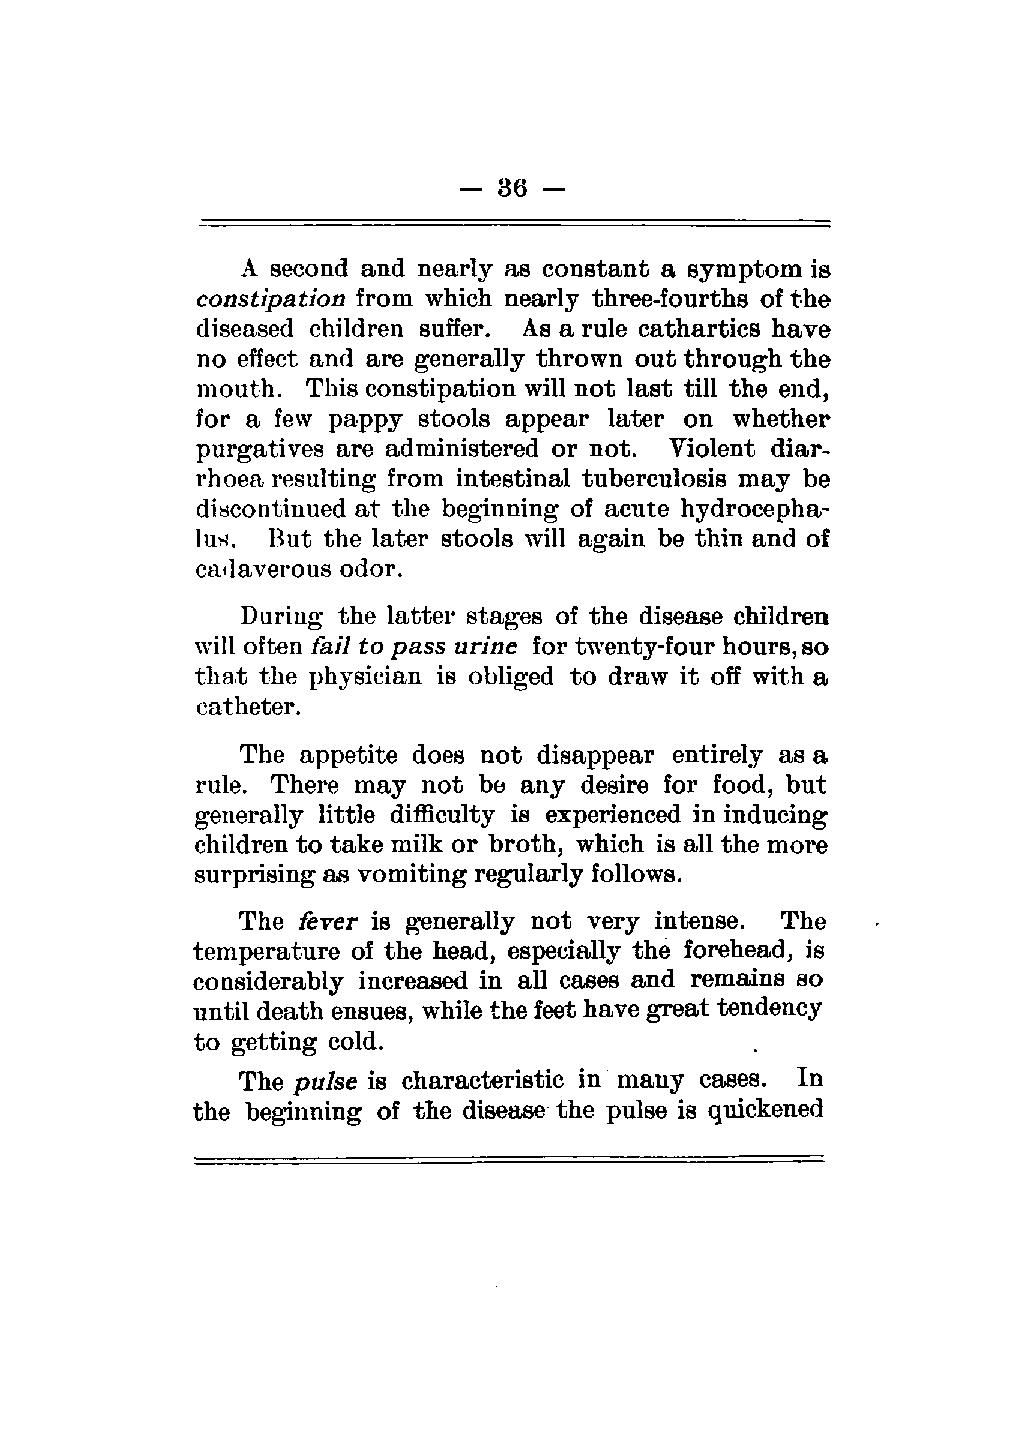 — 36 —
A second and nearly as constant a symptom is
constipation from which nearly three-fourths of the
diseased children suffer. As a rule cathartics have
no effect and are generally thrown out through the
mouth. This constipation will not last till the end,
for a few pappy stools appear later on whether
purgatives are administered or not. Violent diar-
rhoea resulting from intestinal tuberculosis may be
discontinued at the beginning of acute hydrocepha-
lus. But the later stools will again be thin and of
cadaverous odor.
During the latter stages of the disease children
will often fail to pass urine for twenty-four hours, so
that the physician is obliged to draw it off with a
catheter.
The appetite does not disappear entirely as a
rule. There may not be any desire for food, but
generally little difficulty is experienced in inducing
children to take milk or broth, which is all the more
surprising as vomiting regularly follows.
The fever is generally not very intense. The
temperature of the head, especially the forehead, is
considerably increased in all cases and remains so
until death ensues, while the feet have great tendency
to getting cold.
The pulse is characteristic in many cases. In
the beginning of the disease the pulse is quickened